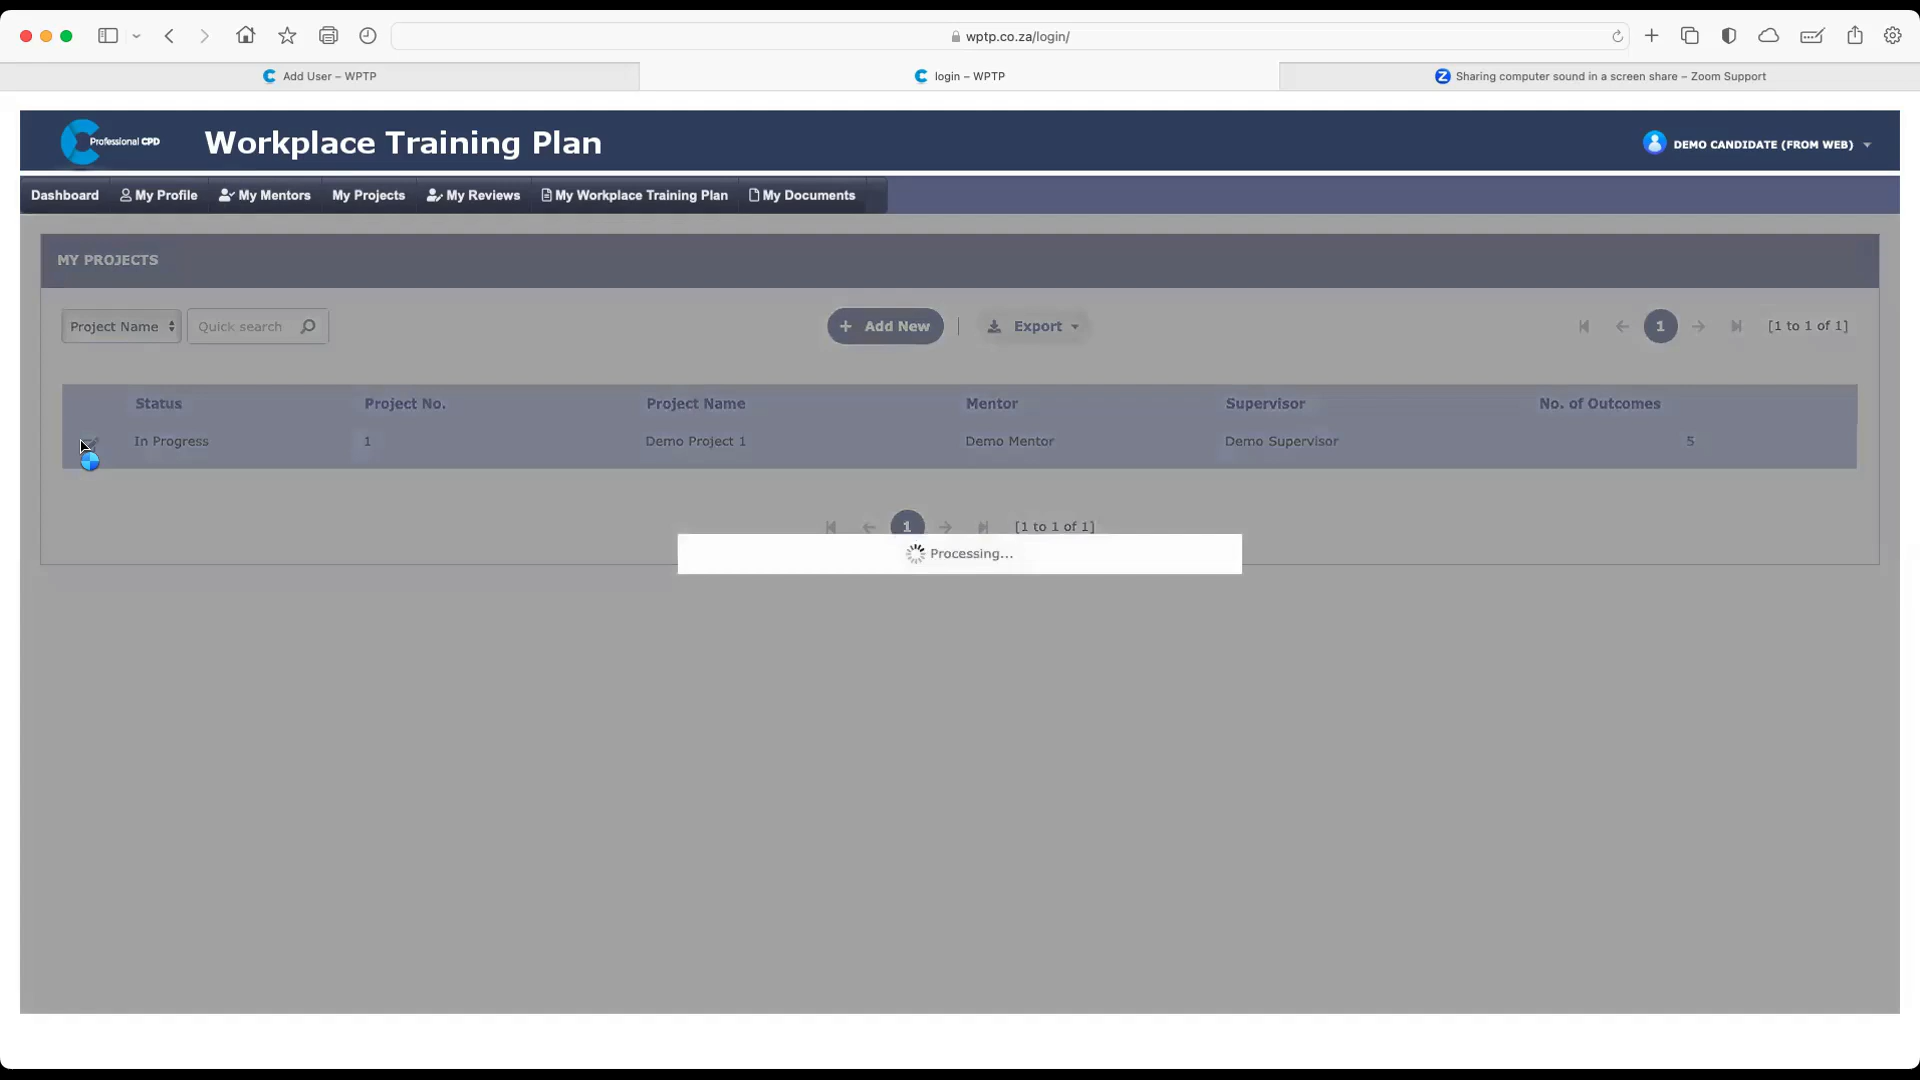 wptp.co.za/login/
Add User – WPTP
login – WPTP
Sharing computer sound in a screen share – Zoom Support
Professional CPD
Workplace Training Plan
DEMO CANDIDATE (FROM WEB)
Dashboard My Profile My Mentors My Projects My Reviews My Workplace Training Plan My Documents
MY PROJECTS
Project Name Quick search + Add New | Export 1 [1 to 1 of 1]
Status Project No. Project Name Mentor Supervisor No. of Outcomes
In Progress 1 Demo Project 1 Demo Mentor Demo Supervisor 5
1 [1 to 1 of 1]
Processing...